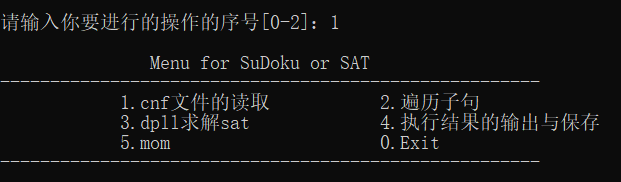 请输入你要进行的操作的序号[0-2]：1
Menu for SuDoku or SAT
------------------------------------------------------
1.cnf文件的读取 2.遍历子句
3.dpll求解sat 4.执行结果的输出与保存
5.mom 0.Exit
------------------------------------------------------